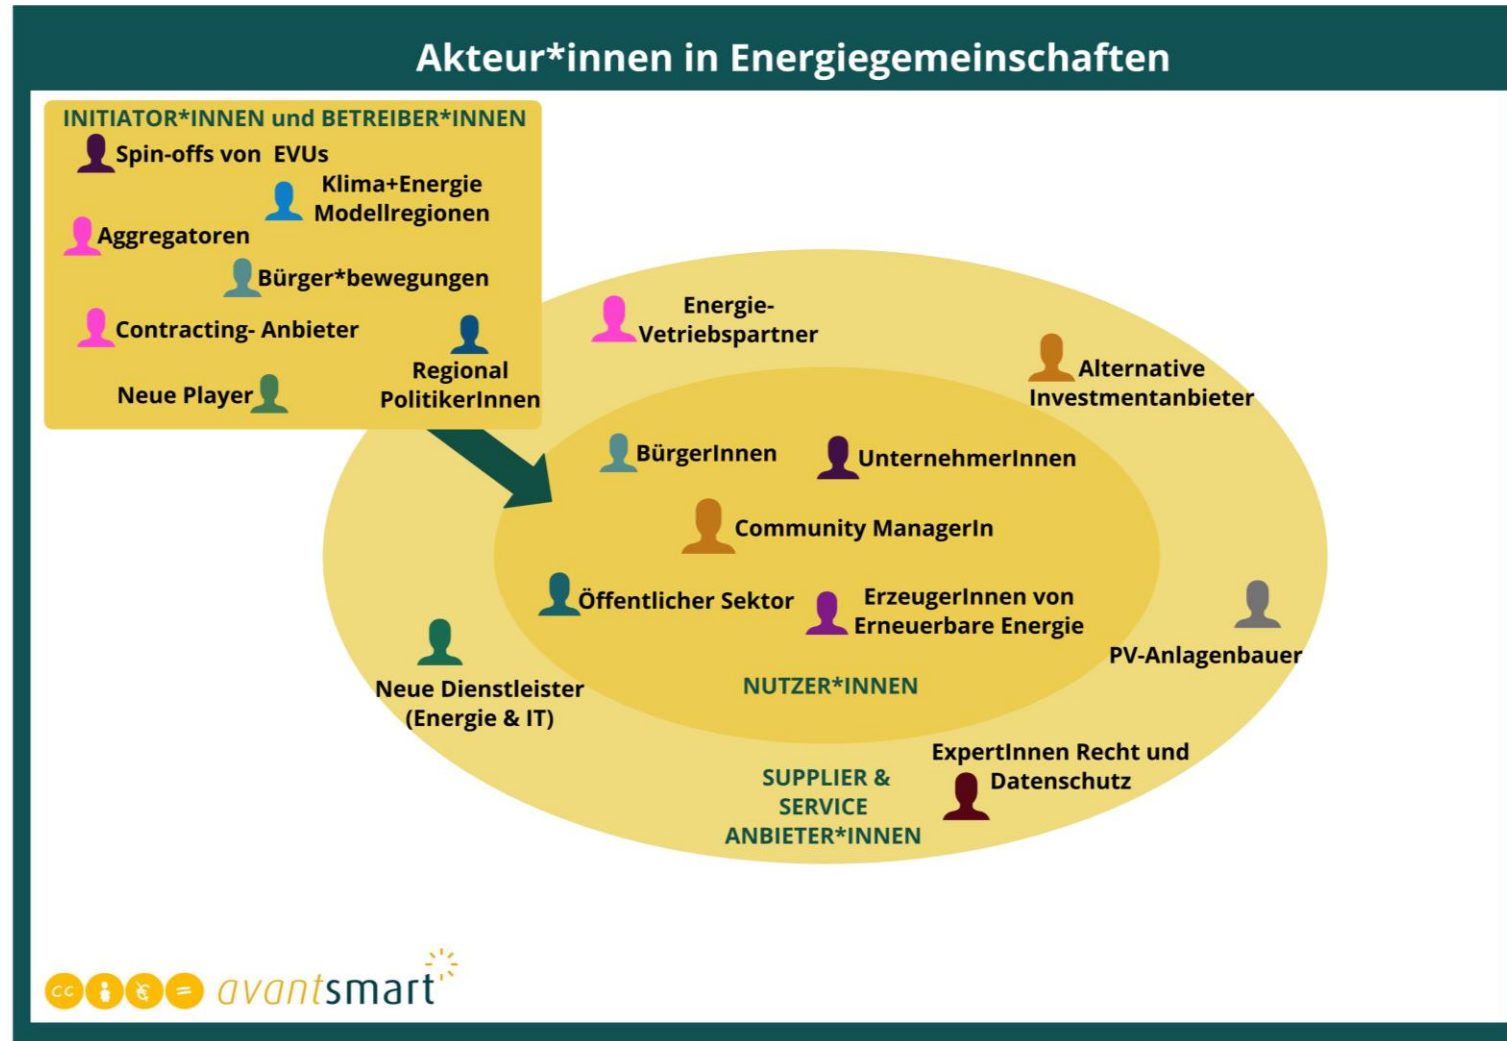 Akteur*innen in Energiegemeinschaften
INITIATOR*INNEN und BETREIBER*INNEN
Spin-offs von EVUs
Klima+Energie
Modellregionen
Aggregatoren
Bürger*bewegungen
Contracting- Anbieter
Regional
PolitikerInnen
Neue Player
Energie-
Vetriebspartner
Alternative
Investmentanbieter
BürgerInnen
UnternehmerInnen
Community ManagerIn
Öffentlicher Sektor
ErzeugerInnen von
Erneuerbare Energie
PV-Anlagenbauer
Neue Dienstleister
(Energie & IT)
NUTZER*INNEN
ExpertInnen Recht und
Datenschutz
SUPPLIER &
SERVICE
ANBIETER*INNEN
cc avantsmart